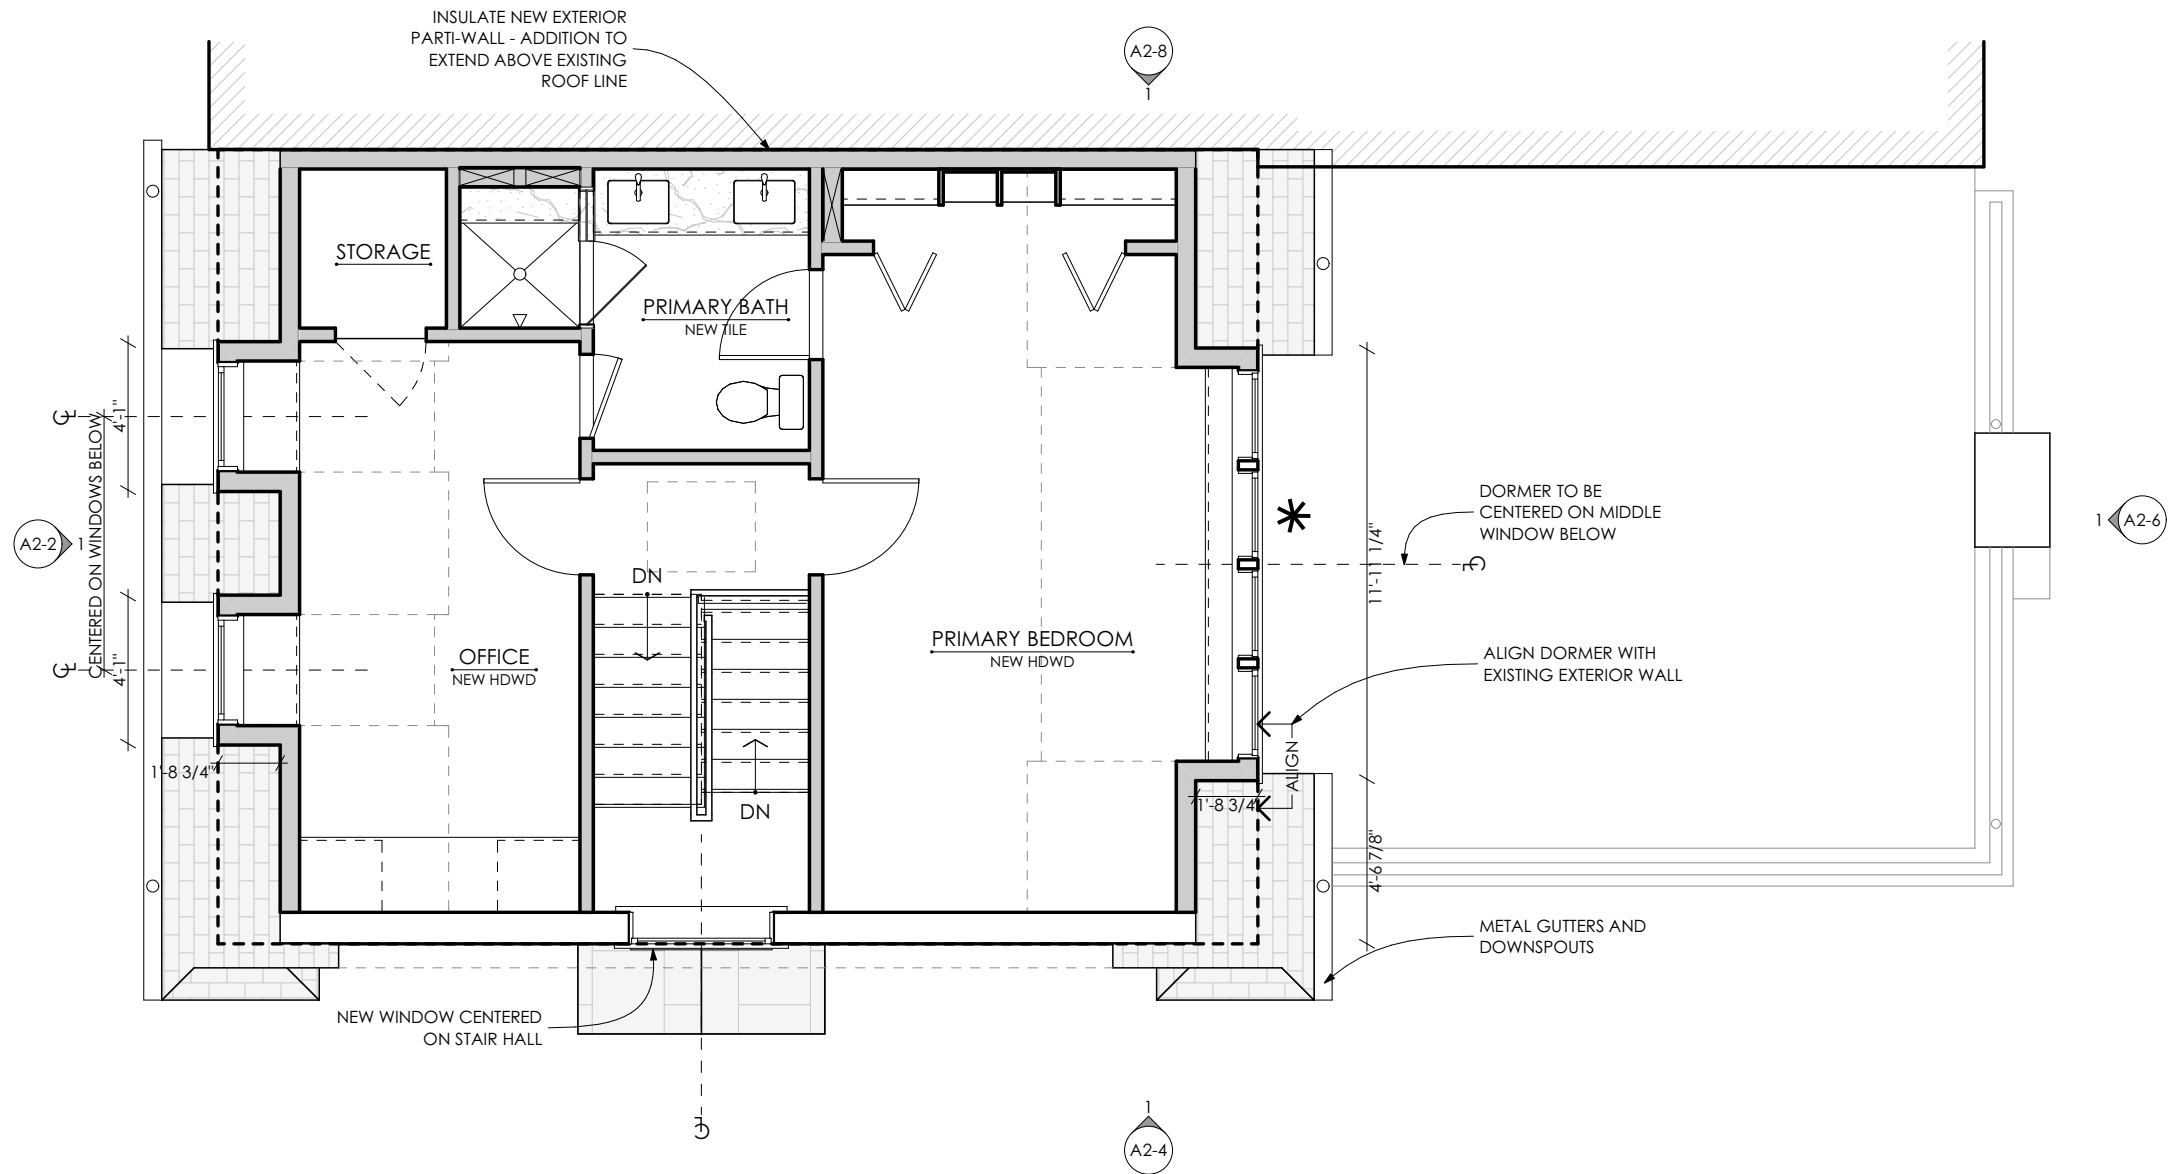 INSULATE NEW EXTERIOR
PARTI-WALL - ADDITION TO
EXTEND ABOVE EXISTING
ROOF LINE
A2-8
1
STORAGE
PRIMARY BATH
NEW TILE
4'-1"
CENTERED ON WINDOWS BELOW
4'-1"
A2-2
1
DORMER TO BE
CENTERED ON MIDDLE
WINDOW BELOW
1
A2-6
11'-11 1/4"
DN
OFFICE
NEW HDWD
PRIMARY BEDROOM
NEW HDWD
ALIGN DORMER WITH
EXISTING EXTERIOR WALL
ALIGN
1'-8 3/4"
DN
1'-8 3/4"
4'-6 7/8"
METAL GUTTERS AND
DOWNSPOUTS
NEW WINDOW CENTERED
ON STAIR HALL
1
A2-4